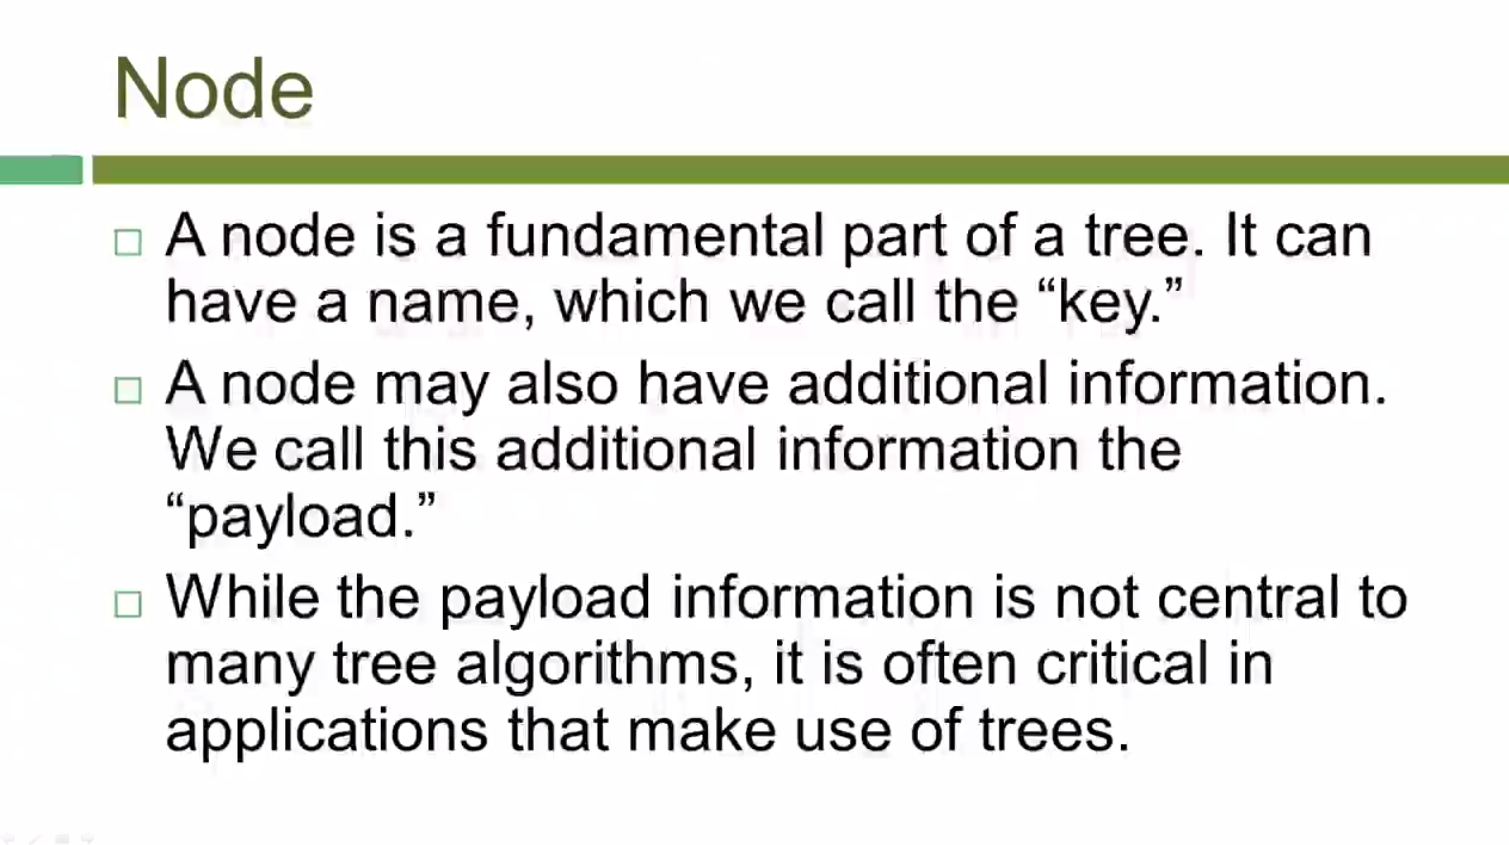 Node
A node is a fundamental part of a tree. It can
have a name, which we call the “key.”
A node may also have additional information.
We call this additional information the
“payload.”
While the payload information is not central to
many tree algorithms, it is often critical in
applications that make use of trees.